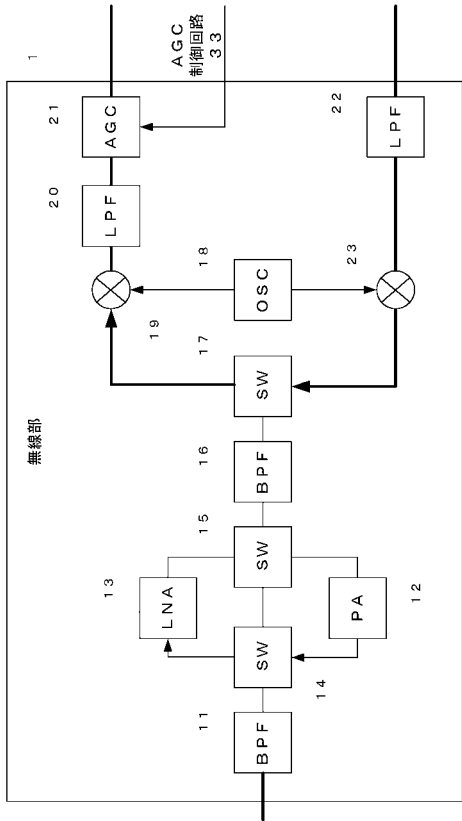 無線部
1
BPF
11
SW
14
LNA
13
PA
12
SW
15
BPF
16
SW
17
OSC
18
19
23
LPF
20
AGC
21
LPF
22
AGC
制御回路
33